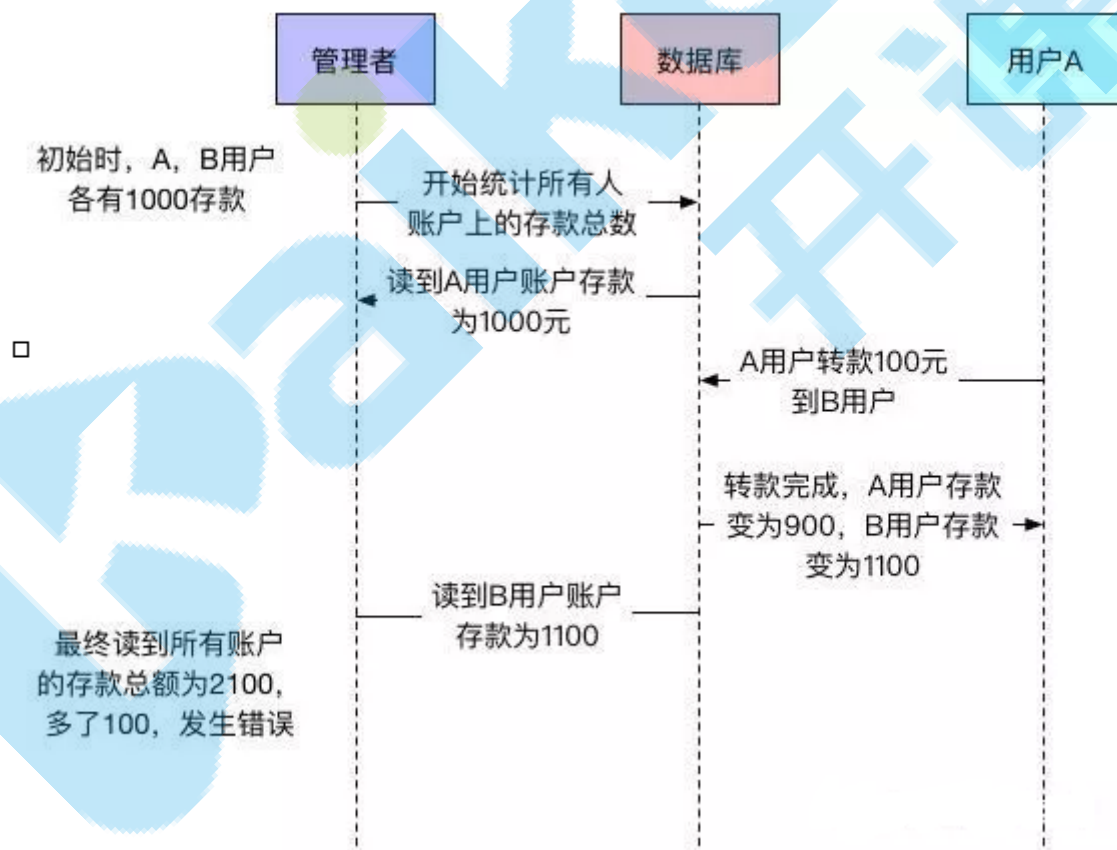 管理者
数据库
用户A
初始时，A，B用户
各有1000存款
开始统计所有人
账户上的存款总数
读到A用户账户存款
为1000元
A用户转款100元
到B用户
转款完成，A用户存款
变为900，B用户存款
变为1100
读到B用户账户
存款为1100
最终读到所有账户
的存款总额为2100，
多了100，发生错误